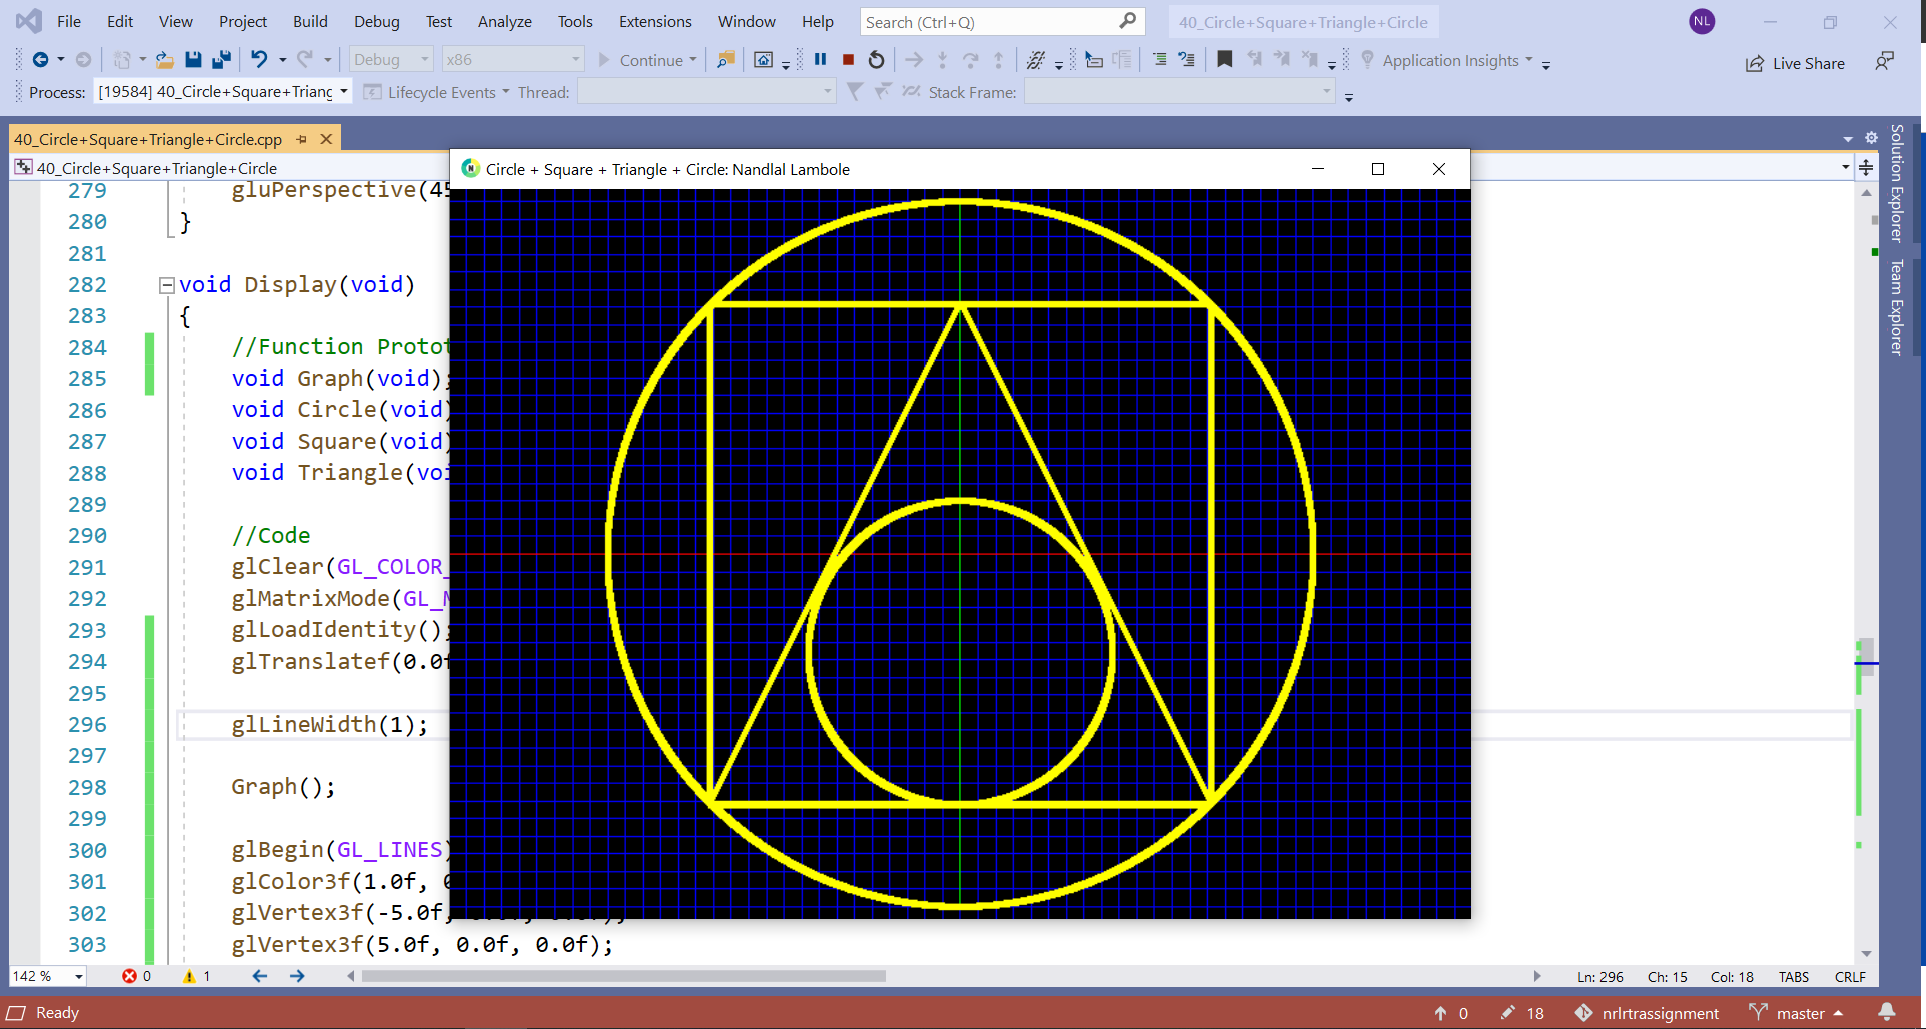 File Edit View Project Build Debug Test Analyze Tools Extensions Window Help Search (Ctrl+Q) 40_Circle+Square+Triangle+Circle NL
Debug x86 Continue Application Insights Live Share
Process: [19584] 40_Circle+Square+Triang Lifecycle Events Thread: Stack Frame:
40_Circle+Square+Triangle+Circle.cpp
40_Circle+Square+Triangle+Circle
Circle + Square + Triangle + Circle: Nandlal Lambole
Solution Explorer
Team Explorer
279 gluPerspective(45
280 }
281
282 void Display(void)
283 {
284 //Function Protot
285 void Graph(void);
286 void Circle(void)
287 void Square(void)
288 void Triangle(voi
289
290 //Code
291 glClear(GL_COLOR_
292 glMatrixMode(GL_M
293 glLoadIdentity();
294 glTranslatef(0.0f
295
296 glLineWidth(1);
297
298 Graph();
299
300 glBegin(GL_LINES)
301 glColor3f(1.0f, 0
302 glVertex3f(-5.0f,
303 glVertex3f(5.0f, 0.0f, 0.0f);
142 % 0 1 Ln: 296 Ch: 15 Col: 18 TABS CRLF
Ready 0 18 nrlrtrassignment master